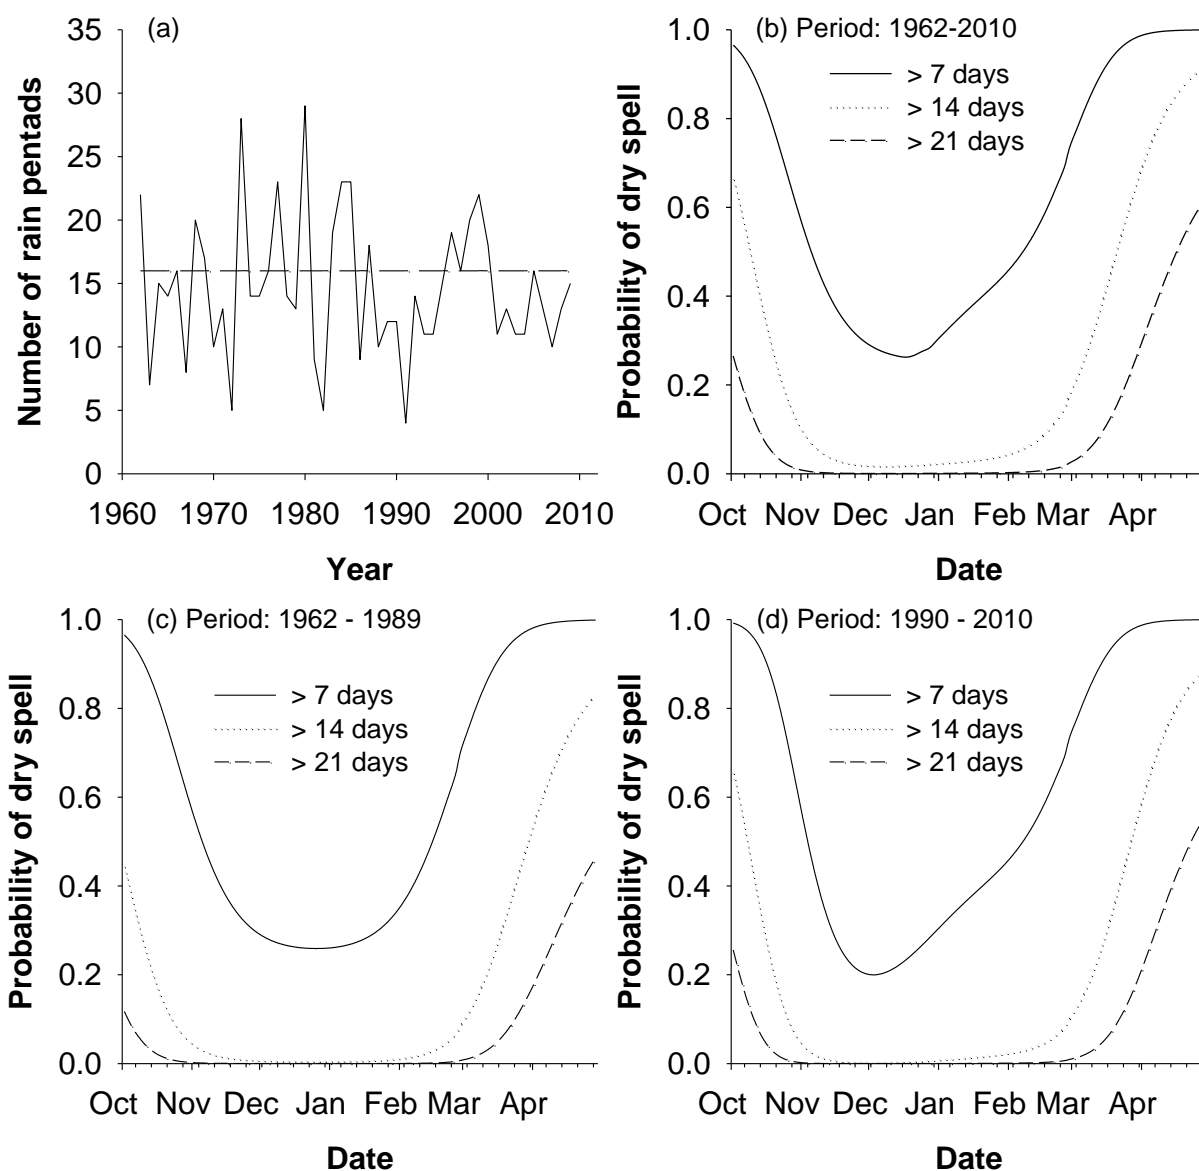 (a)
Number of rain pentads
35
30
25
20
15
10
5
0
1960 1970 1980 1990 2000 2010
Year
(b) Period: 1962-2010
> 7 days
> 14 days
> 21 days
Probability of dry spell
1.0
0.8
0.6
0.4
0.2
0.0
Oct Nov Dec Jan Feb Mar Apr
Date
(c) Period: 1962 - 1989
> 7 days
> 14 days
> 21 days
Probability of dry spell
1.0
0.8
0.6
0.4
0.2
0.0
Oct Nov Dec Jan Feb Mar Apr
Date
(d) Period: 1990 - 2010
> 7 days
> 14 days
> 21 days
Probability of dry spell
1.0
0.8
0.6
0.4
0.2
0.0
Oct Nov Dec Jan Feb Mar Apr
Date